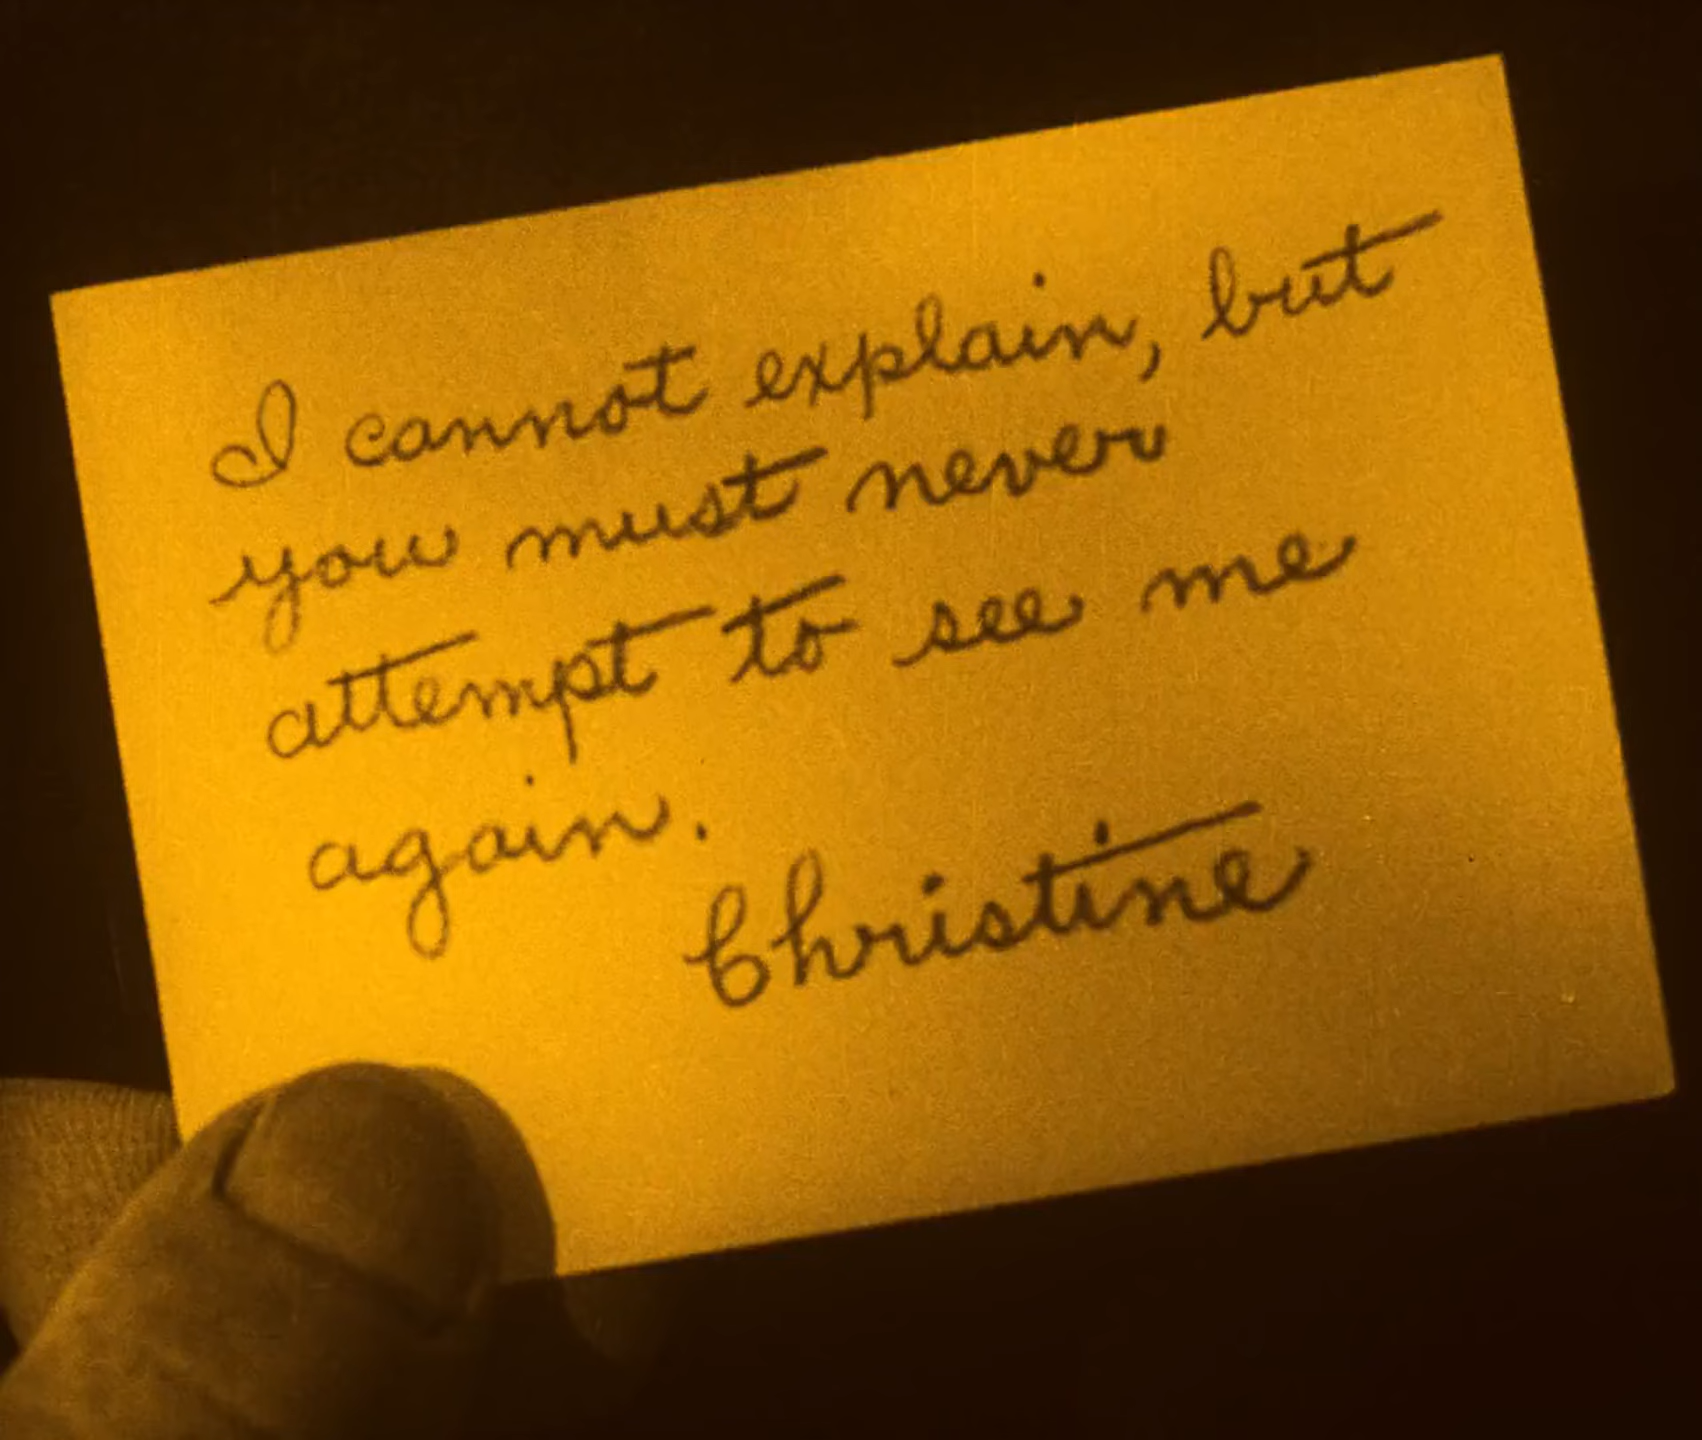 I cannot explain, but
you must never
attempt to see me
again.
Christine